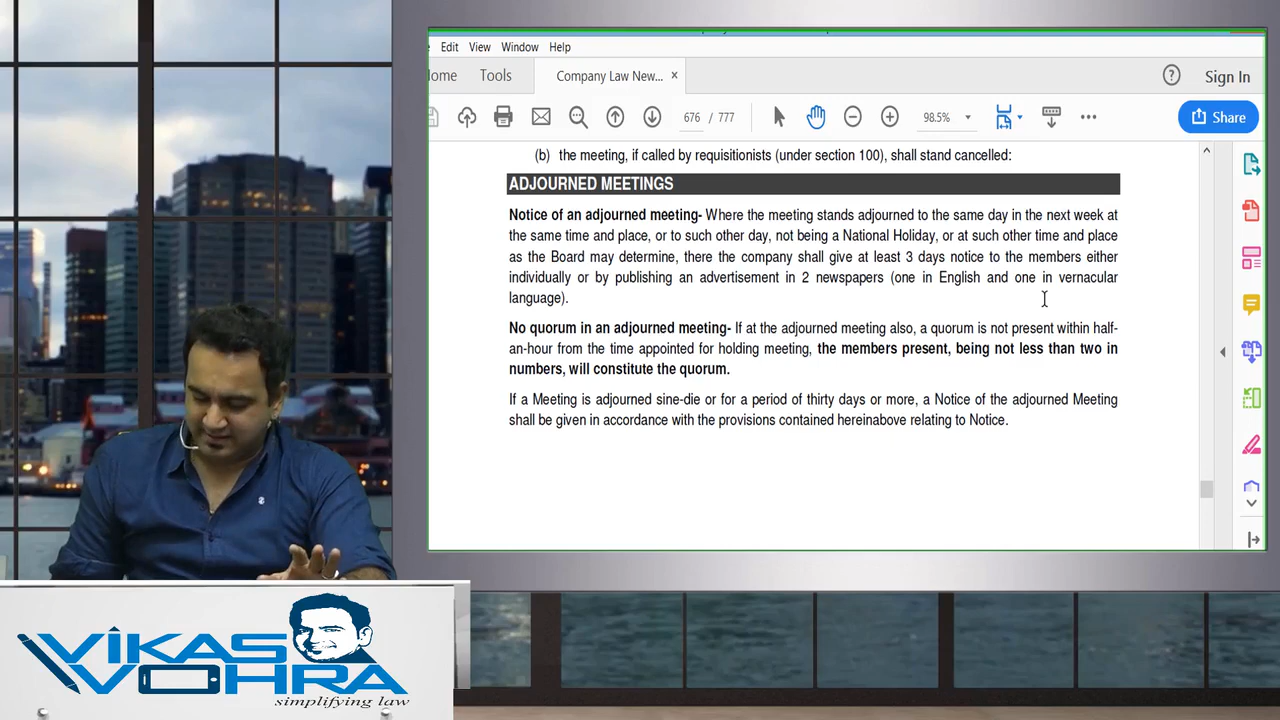 Edit View Window Help
ome Tools Company Law New... × Sign In
676 / 777 98.5% Share
(b) the meeting, if called by requisitionists (under section 100), shall stand cancelled:
ADJOURNED MEETINGS
Notice of an adjourned meeting- Where the meeting stands adjourned to the same day in the next week at
the same time and place, or to such other day, not being a National Holiday, or at such other time and place
as the Board may determine, there the company shall give at least 3 days notice to the members either
individually or by publishing an advertisement in 2 newspapers (one in English and one in vernacular
language).
No quorum in an adjourned meeting- If at the adjourned meeting also, a quorum is not present within half-
an-hour from the time appointed for holding meeting, the members present, being not less than two in
numbers, will constitute the quorum.
If a Meeting is adjourned sine-die or for a period of thirty days or more, a Notice of the adjourned Meeting
shall be given in accordance with the provisions contained hereinabove relating to Notice.
VIKAS
VOHRA
simplifying law